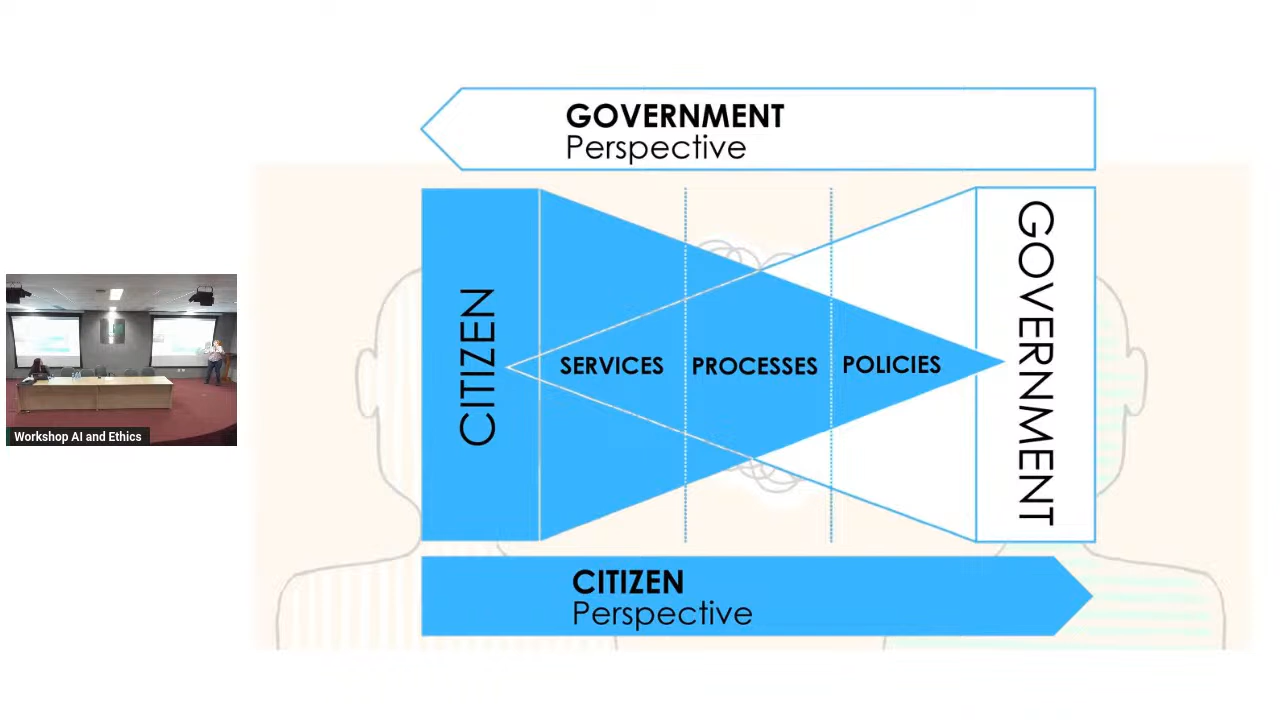 GOVERNMENT
Perspective
CITIZEN
SERVICES
PROCESSES
POLICIES
GOVERNMENT
CITIZEN
Perspective
Workshop AI and Ethics